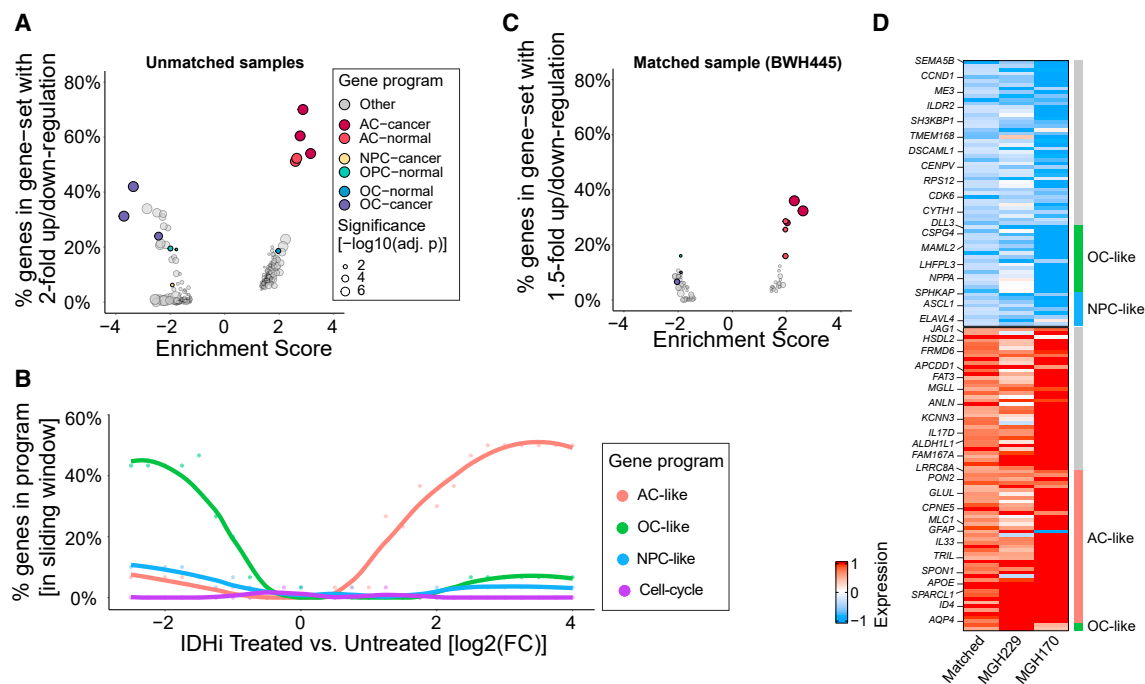 A
Unmatched samples
% genes in gene-set with
2-fold up/down-regulation
80%
60%
40%
20%
0%
−4
−2
0
2
4
Enrichment Score
Gene program
Other
AC−cancer
AC−normal
NPC−cancer
OPC−normal
OC−normal
OC−cancer
Significance
[−log10(adj. p)]
2
4
6
C
Matched sample (BWH445)
% genes in gene-set with
1.5-fold up/down-regulation
80%
60%
40%
20%
0%
−4
−2
0
2
4
Enrichment Score
B
% genes in program
[in sliding window]
60%
40%
20%
0%
−2
0
2
4
IDHi Treated vs. Untreated [log2(FC)]
Gene program
AC-like
OC-like
NPC-like
Cell-cycle
D
SEMA5B
CCND1
ME3
ILDR2
SH3KBP1
TMEM168
DSCAML1
CENPV
RPS12
CDK6
CYTH1
DLL3
CSPG4
MAML2
LHFPL3
NPPA
SPHKAP
ASCL1
ELAVL4
JAG1
HSDL2
FRMD6
APCDD1
FAT3
MGLL
ANLN
KCNN3
IL17D
ALDH1L1
FAM167A
LRRC8A
PON2
GLUL
CPNE5
MLC1
GFAP
IL33
TRIL
SPON1
APOE
SPARCL1
ID4
AQP4
OC-like
NPC-like
AC-like
OC-like
Matched
MGH229
MGH170
1
0
−1
Expression